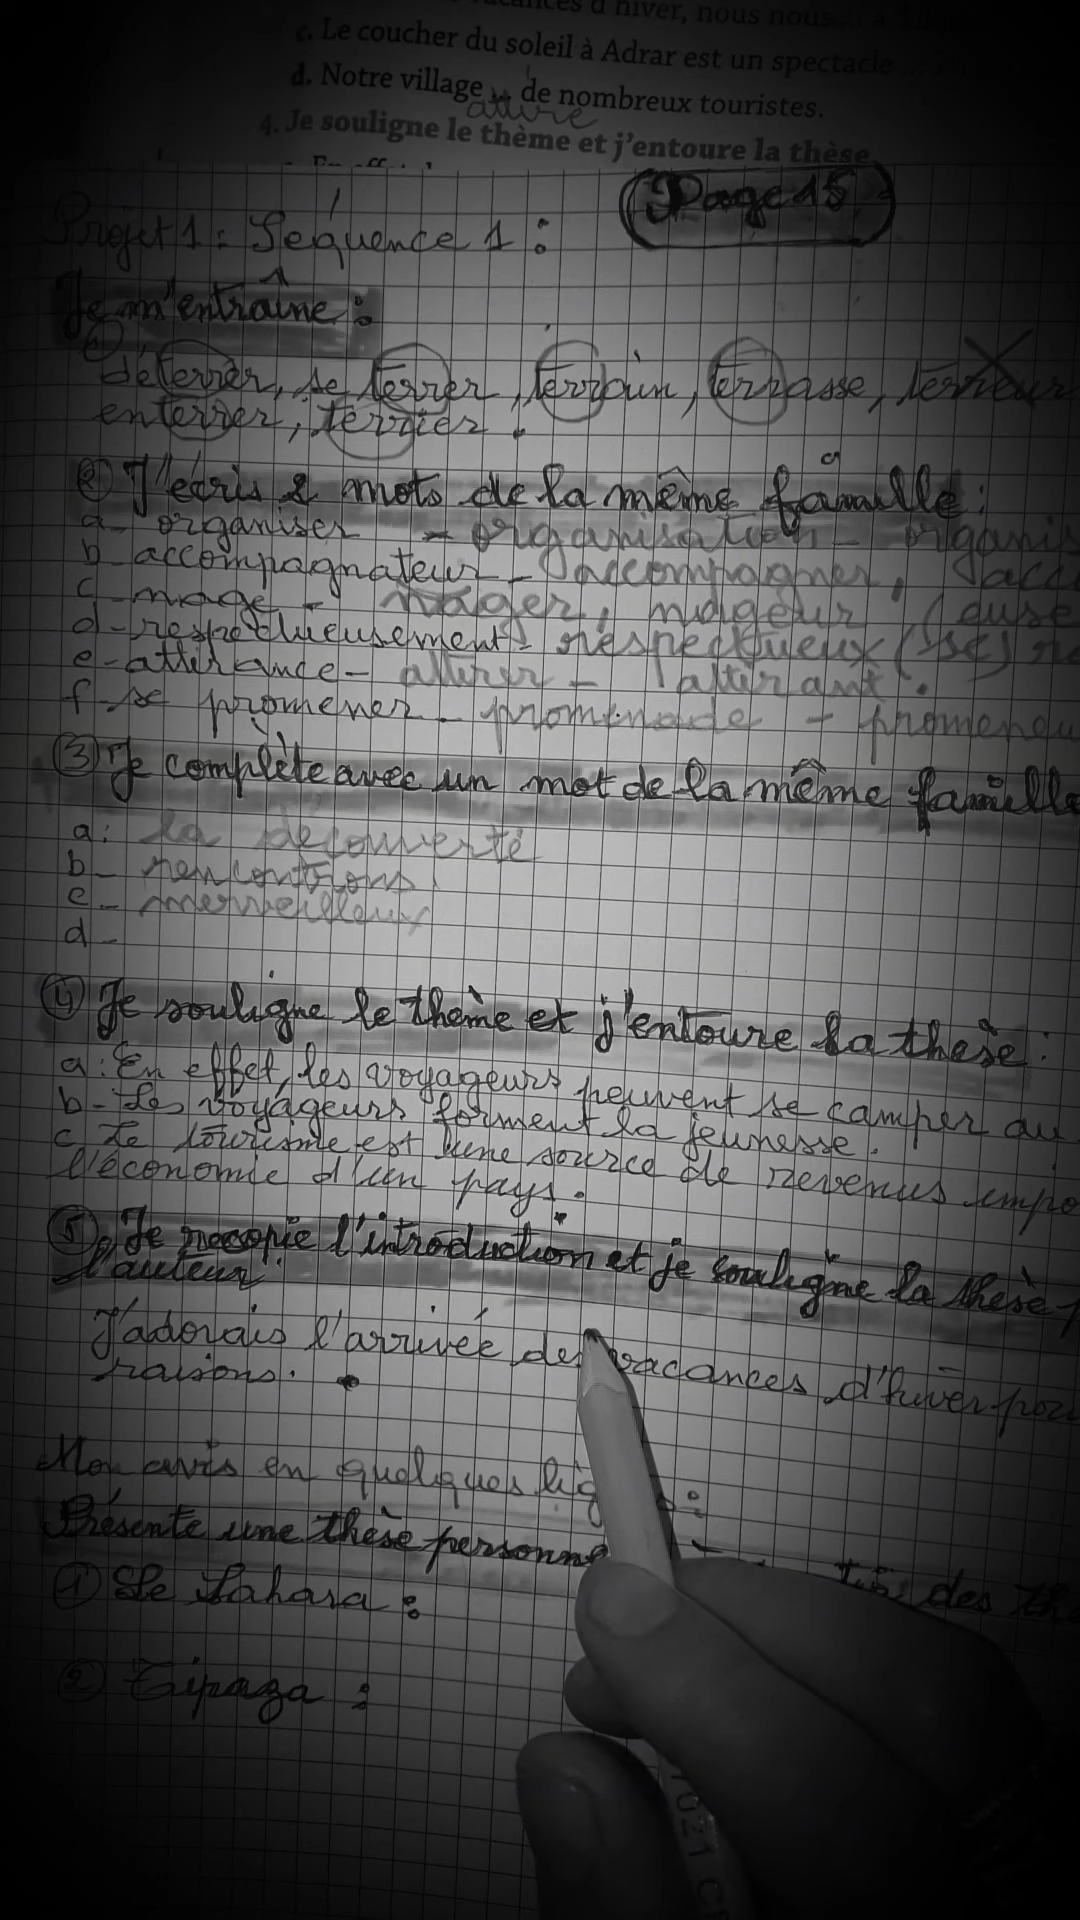 vacances d'hiver, nous nous... à
c. Le coucher du soleil à Adrar est un spectacle ...
d. Notre village ... de nombreux touristes.
attire
4. Je souligne le thème et j'entoure la thèse
Page 15
Projet 1 : Séquence 1 :
Je m'entraîne :
déterrer, se terrer, terrain, terrasse, terreur
enterrer, terrier.
② J'écris 2 mots de la même famille :
a- organiser - organisation - organis
b- accompagnateur - accompagner, acc
c- nage - nager, nageur (euse
d- respectueusement - respectueux (se)
e- attirance - attirer - attirant.
f- se promener - promenade - promeneu
③ Je complète avec un mot de la même famille
a: la découverte
b- rencontrons
c- merveilleux
d-
④ Je souligne le thème et j'entoure la thèse :
a: En effet, les voyageurs peuvent se camper au
b- Les voyageurs forment la jeunesse.
c- Le tourisme est une source de revenus impo
l'économie d'un pays.
⑤ Je recopie l'introduction et je souligne la thèse
l'auteur
J'adorais l'arrivée des vacances d'hiver pou
raisons.
Mon avis en quelques lig :
Présente une thèse personne des th
① Le Sahara :
② Tipaza :